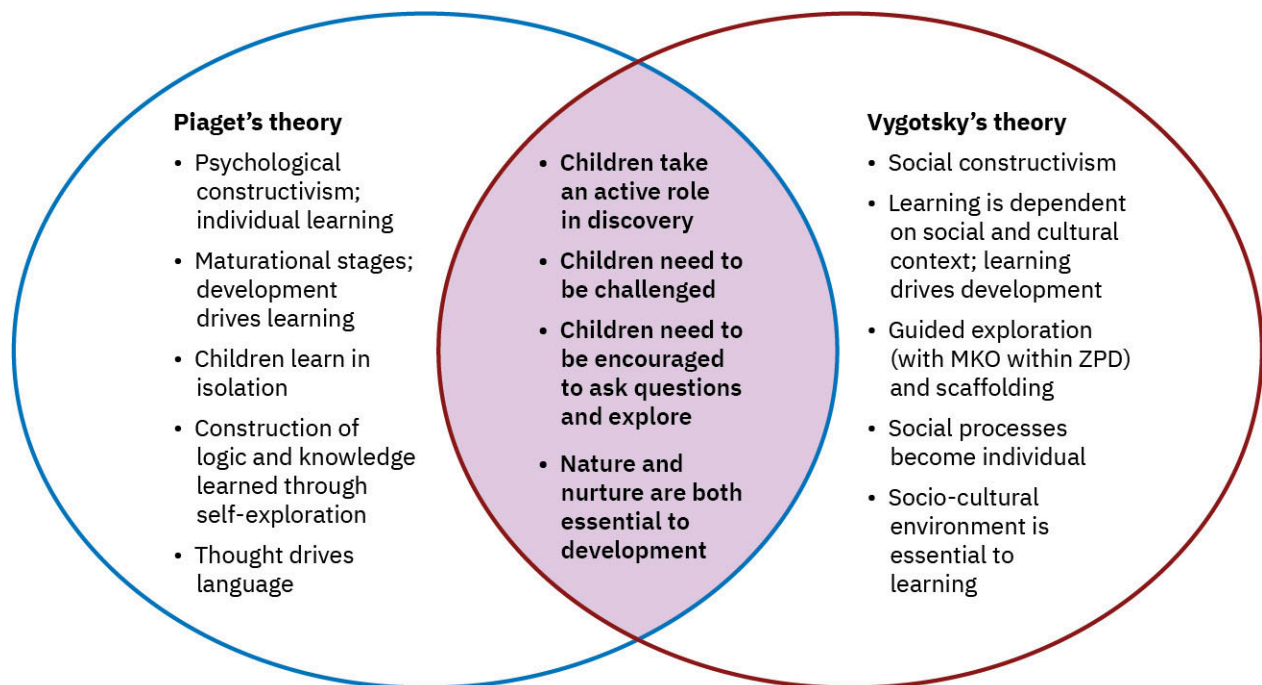 Piaget’s theory
• Psychological
constructivism;
individual learning
• Maturational stages;
development
drives learning
• Children learn in
isolation
• Construction of
logic and knowledge
learned through
self-exploration
• Thought drives
language
• Children take
an active role
in discovery
• Children need to
be challenged
• Children need to
be encouraged
to ask questions
and explore
• Nature and
nurture are both
essential to
development
Vygotsky’s theory
• Social constructivism
• Learning is dependent
on social and cultural
context; learning
drives development
• Guided exploration
(with MKO within ZPD)
and scaffolding
• Social processes
become individual
• Socio-cultural
environment is
essential to
learning